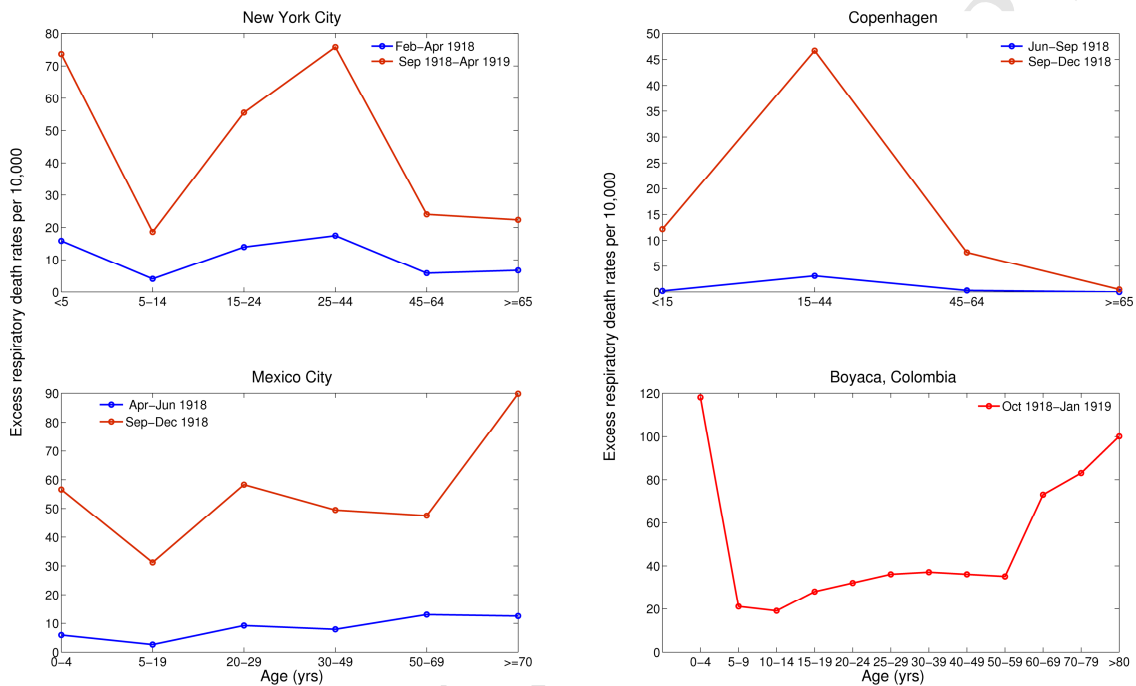 New York City
Excess respiratory death rates per 10,000
80
70
60
50
40
30
20
10
0
Feb−Apr 1918
Sep 1918−Apr 1919
<5 5−14 15−24 25−44 45−64 >=65
Copenhagen
Excess respiratory death rates per 10,000
50
45
40
35
30
25
20
15
10
5
0
Jun−Sep 1918
Sep−Dec 1918
<15 15−44 45−64 >=65
Mexico City
90
80
70
60
50
40
30
20
10
0
Apr−Jun 1918
Sep−Dec 1918
0−4 5−19 20−29 30−49 50−69 >=70
Age (yrs)
Boyaca, Colombia
120
100
80
60
40
20
0
Oct 1918−Jan 1919
0−4 5−9 10−14 15−19 20−24 25−29 30−39 40−49 50−59 60−69 70−79 >80
Age (yrs)